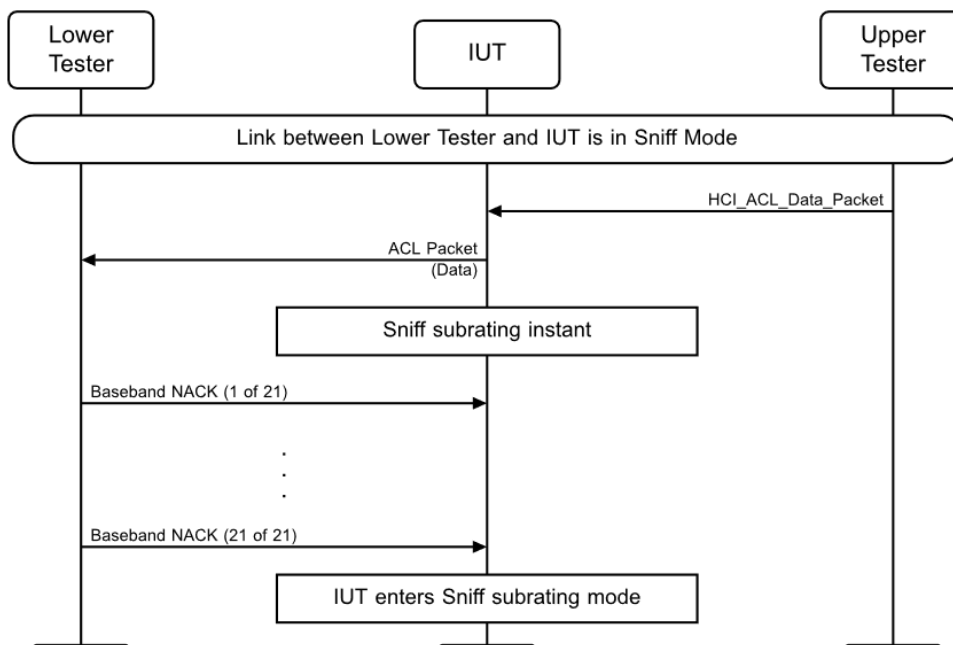 Lower
Tester
IUT
Upper
Tester
Link between Lower Tester and IUT is in Sniff Mode
HCI_ACL_Data_Packet
ACL Packet
(Data)
Sniff subrating instant
Baseband NACK (1 of 21)
.
.
.
Baseband NACK (21 of 21)
IUT enters Sniff subrating mode